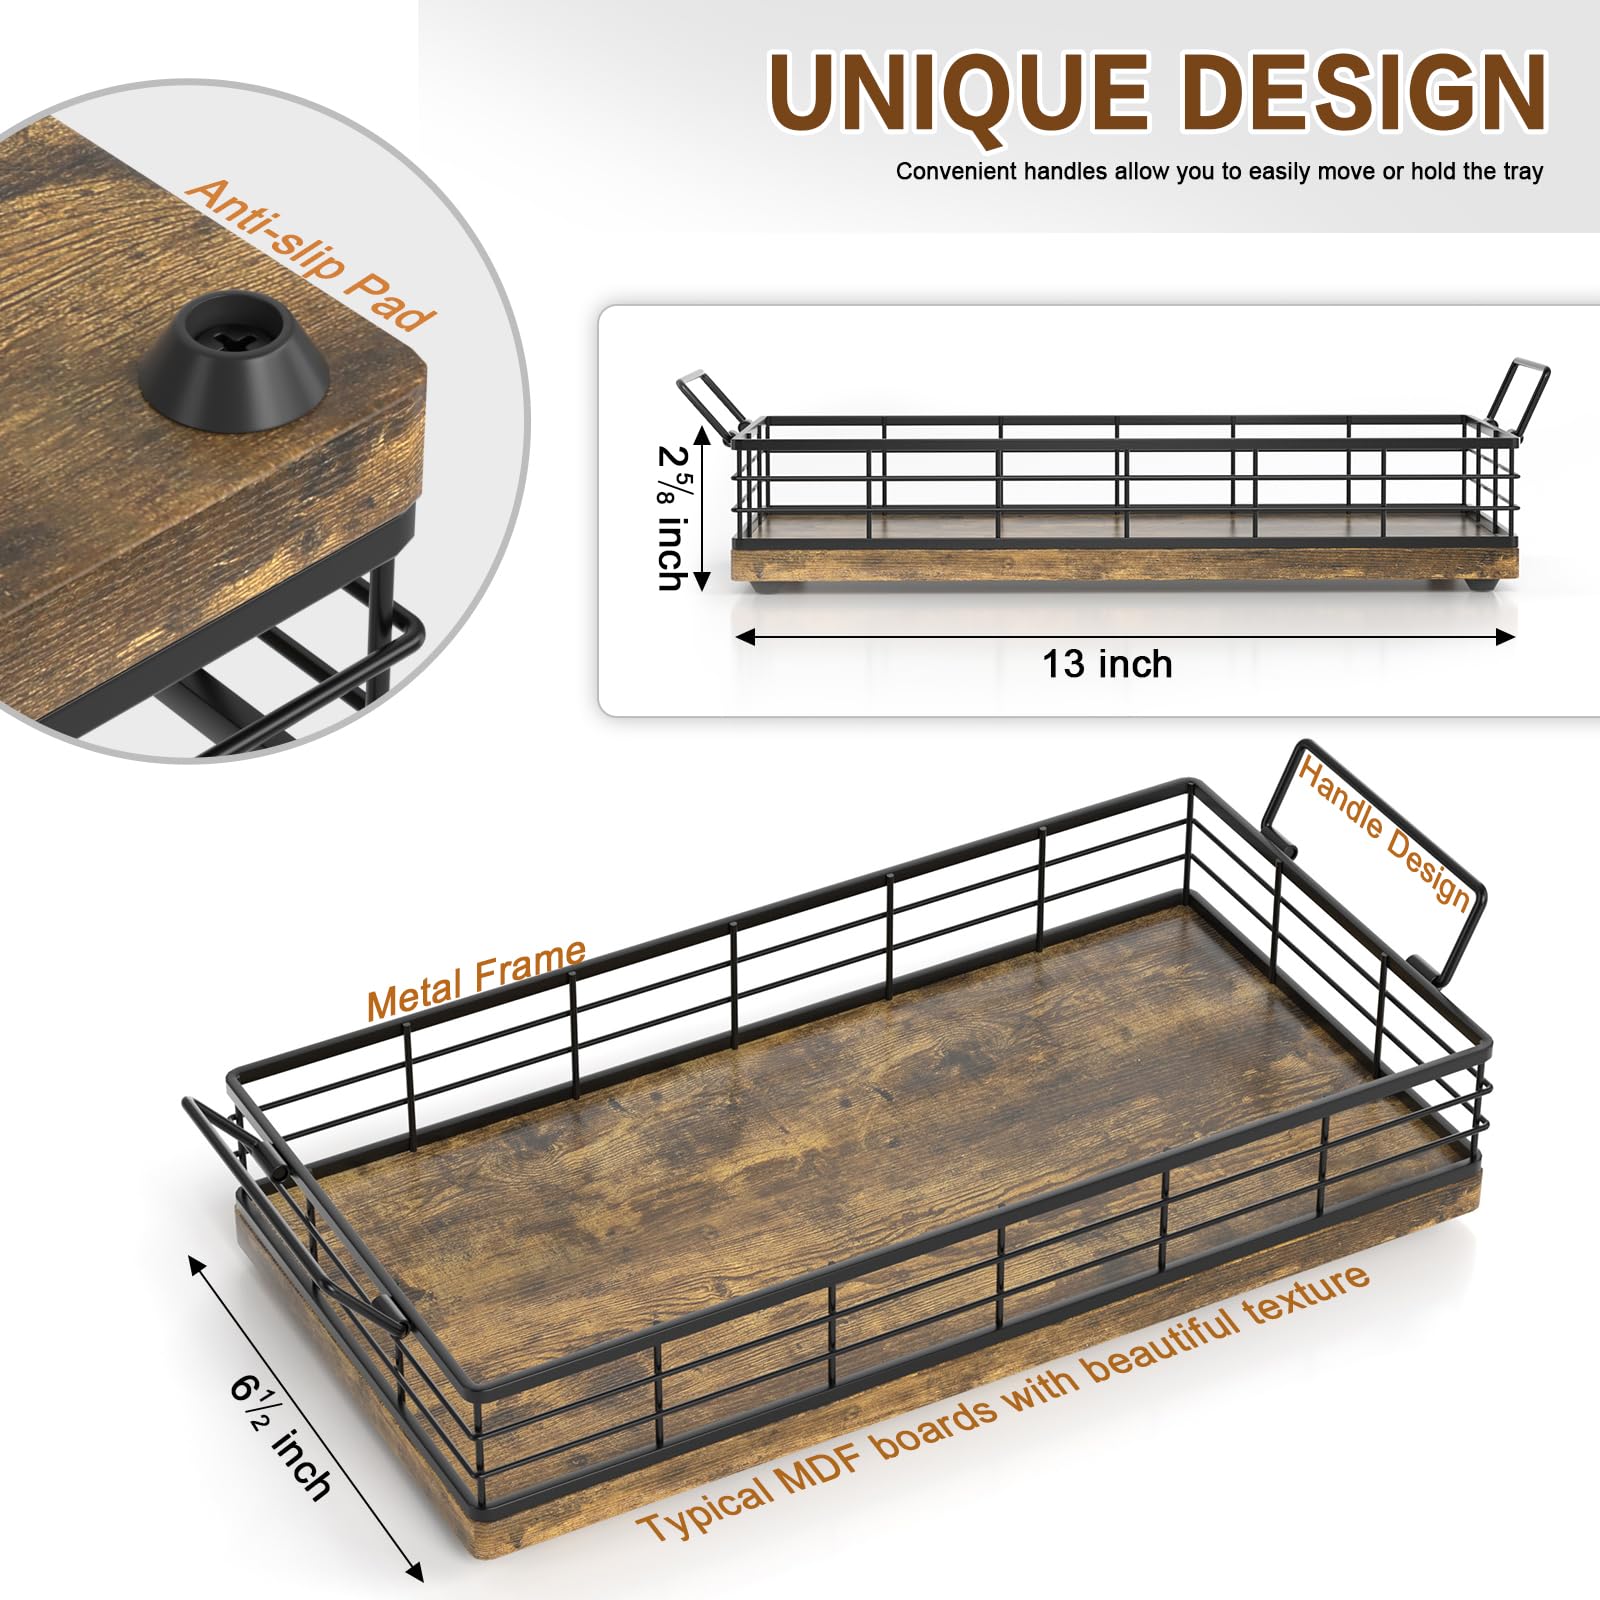 UNIQUE DESIGN
Convenient handles allow you to easily move or hold the tray
Anti-slip Pad
2⅝ inch
13 inch
Handle Design
Metal Frame
6½ inch
Typical MDF boards with beautiful texture